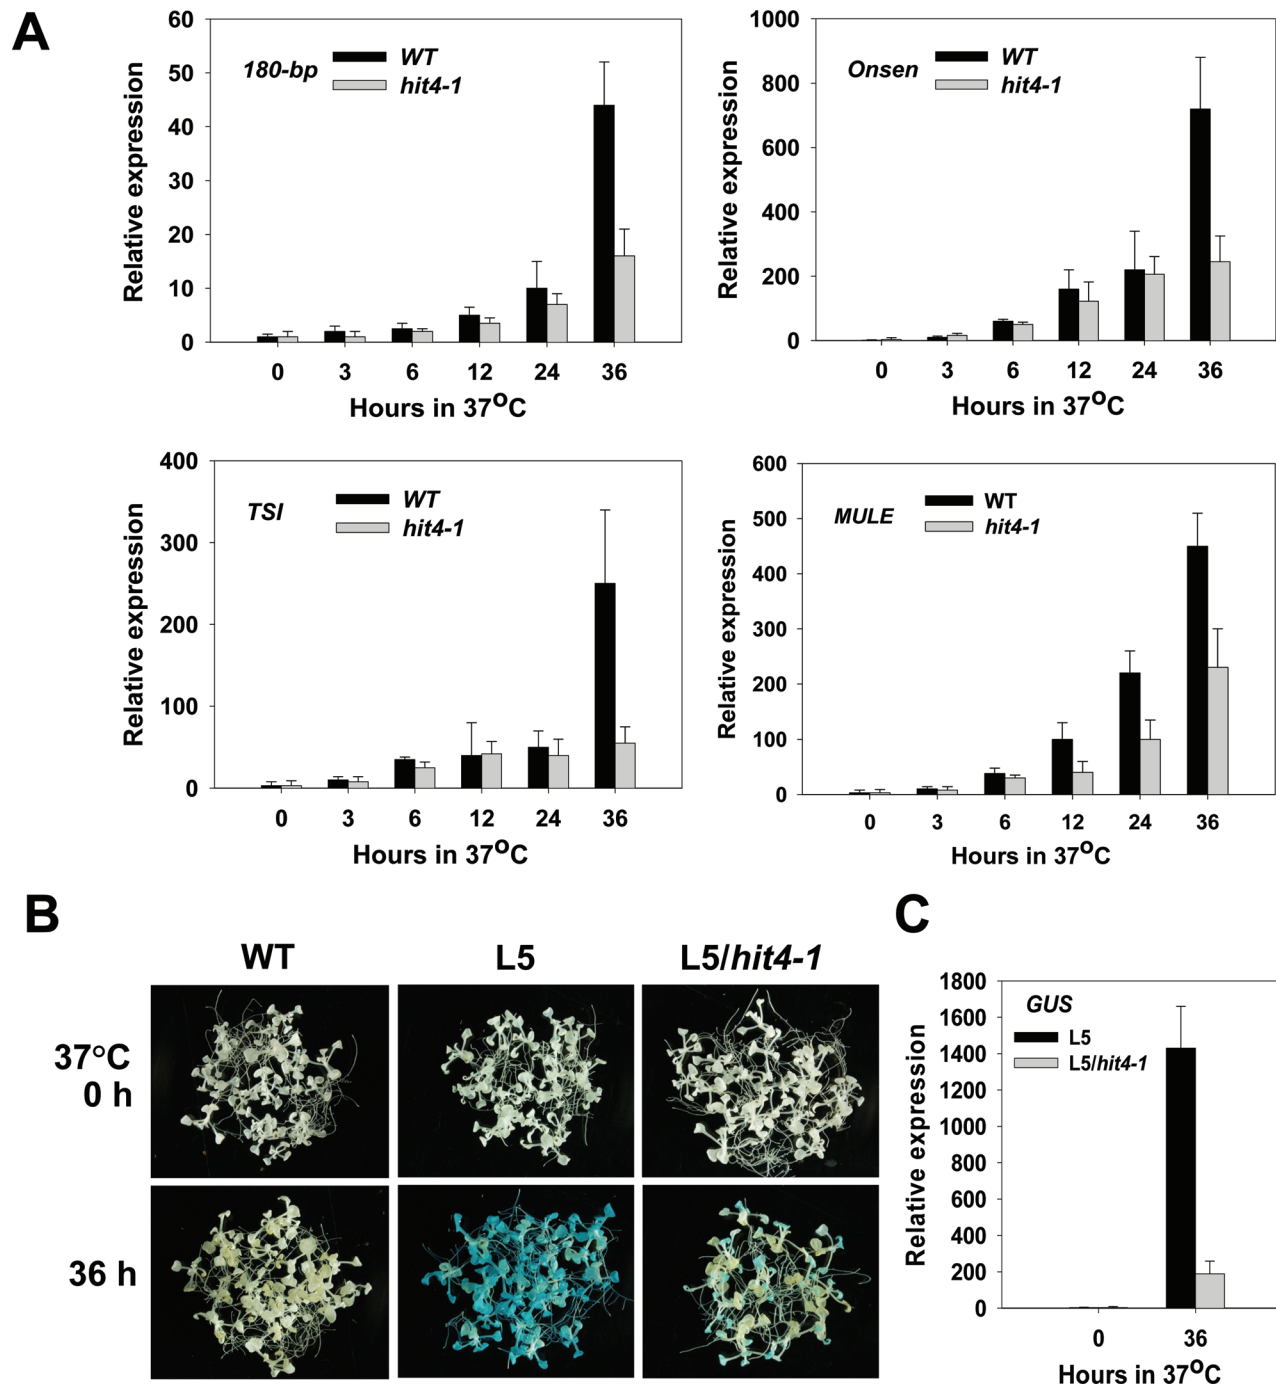 A
60
50
40
30
20
10
0
Relative expression
180-bp
WT
hit4-1
0 3 6 12 24 36
Hours in 37°C
1000
800
600
400
200
0
Relative expression
Onsen
WT
hit4-1
0 3 6 12 24 36
Hours in 37°C
400
300
200
100
0
Relative expression
TSI
WT
hit4-1
0 3 6 12 24 36
Hours in 37°C
600
500
400
300
200
100
0
Relative expression
MULE
WT
hit4-1
0 3 6 12 24 36
Hours in 37°C
B
WT L5 L5/hit4-1
37°C
0 h
36 h
C
1800
1600
1400
1200
1000
800
600
400
200
0
Relative expression
GUS
L5
L5/hit4-1
0 36
Hours in 37°C